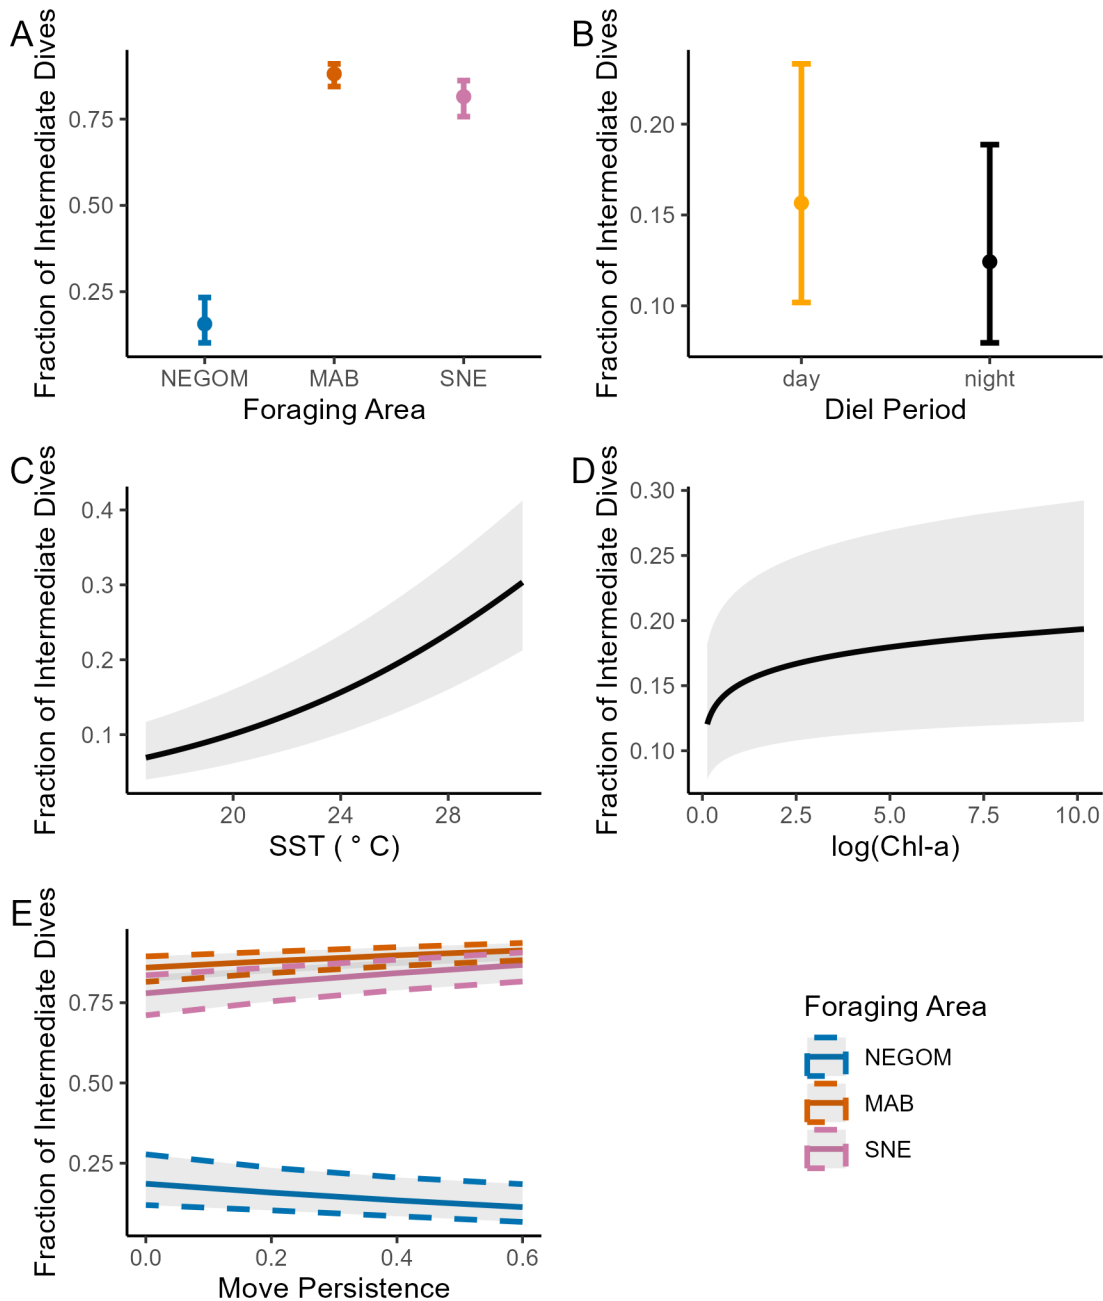 A
Fraction of Intermediate Dives
0.75
0.50
0.25
NEGOM MAB SNE
Foraging Area
B
Fraction of Intermediate Dives
0.20
0.15
0.10
day night
Diel Period
C
Fraction of Intermediate Dives
0.4
0.3
0.2
0.1
20 24 28
SST ( ° C)
D
Fraction of Intermediate Dives
0.30
0.25
0.20
0.15
0.10
0.0 2.5 5.0 7.5 10.0
log(Chl-a)
E
Fraction of Intermediate Dives
0.75
0.50
0.25
0.0 0.2 0.4 0.6
Move Persistence
Foraging Area
NEGOM
MAB
SNE